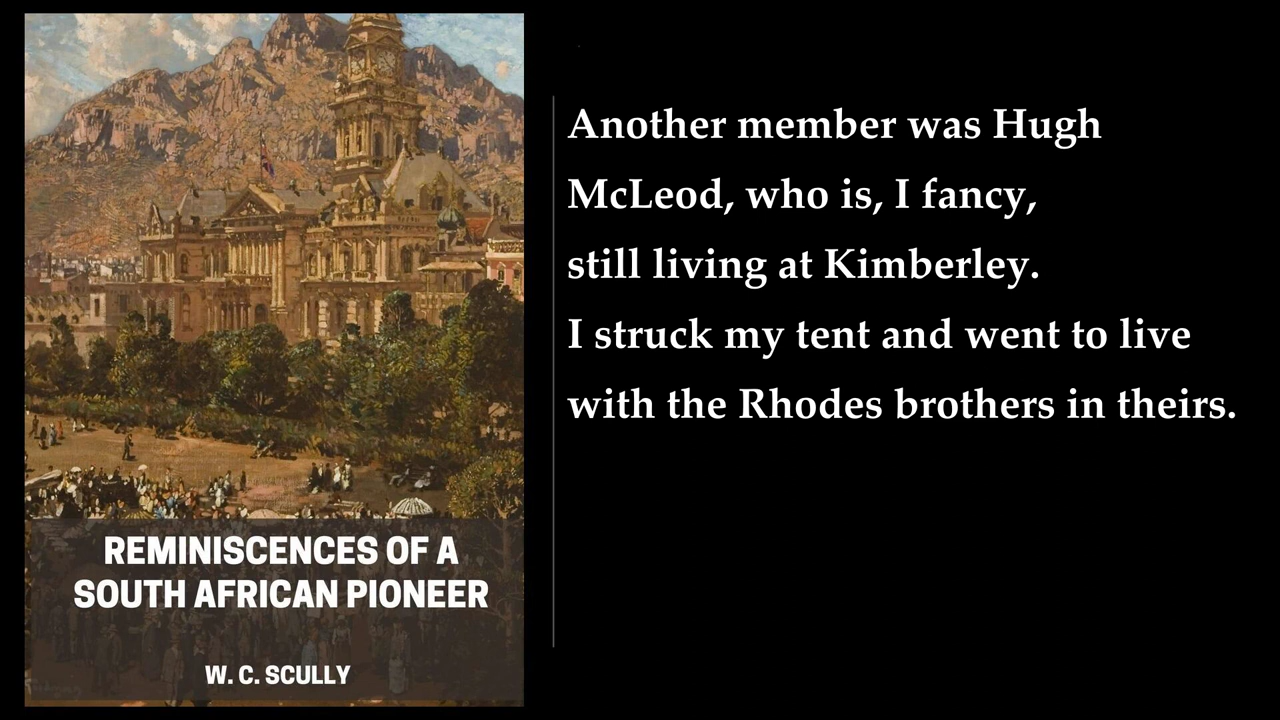 REMINISCENCES OF A
SOUTH AFRICAN PIONEER
W. C. SCULLY
Another member was Hugh
McLeod, who is, I fancy,
still living at Kimberley.
I struck my tent and went to live
with the Rhodes brothers in theirs.